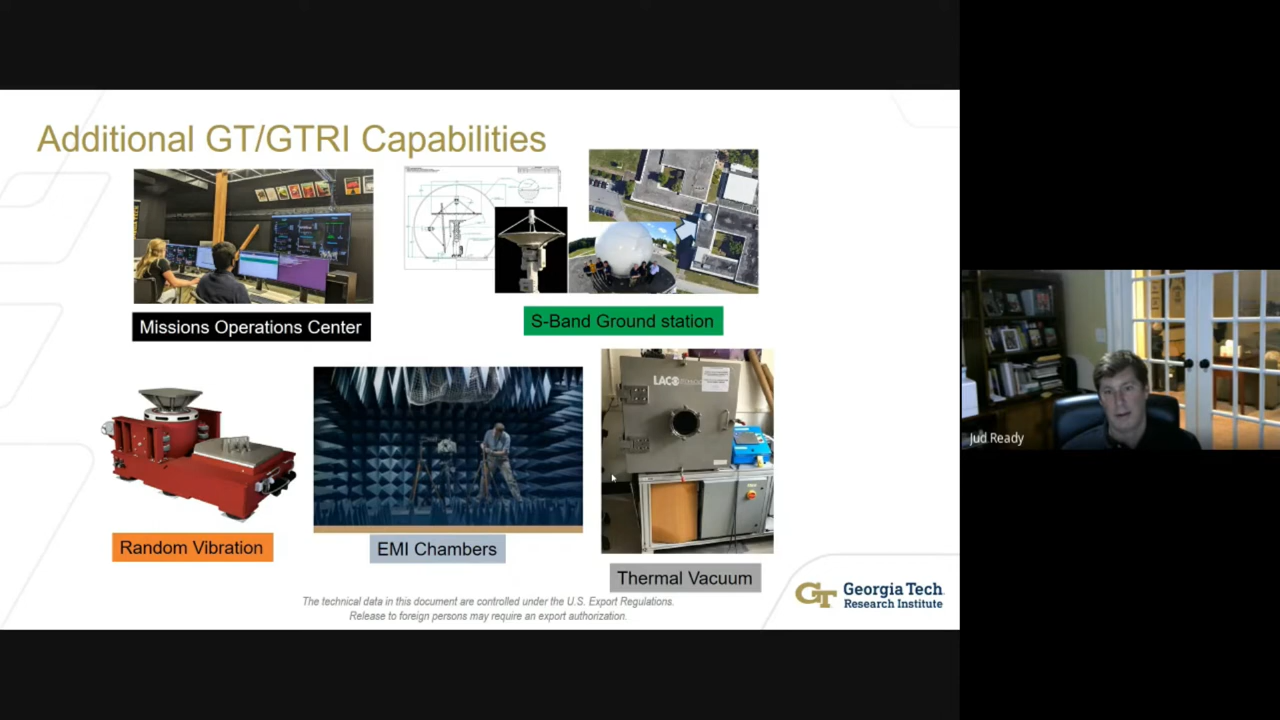 Additional GT/GTRI Capabilities
Missions Operations Center
S-Band Ground station
LACO
Random Vibration
EMI Chambers
Thermal Vacuum
The technical data in this document are controlled under the U.S. Export Regulations.
Release to foreign persons may require an export authorization.
GT Georgia Tech
Research Institute
Jud Ready